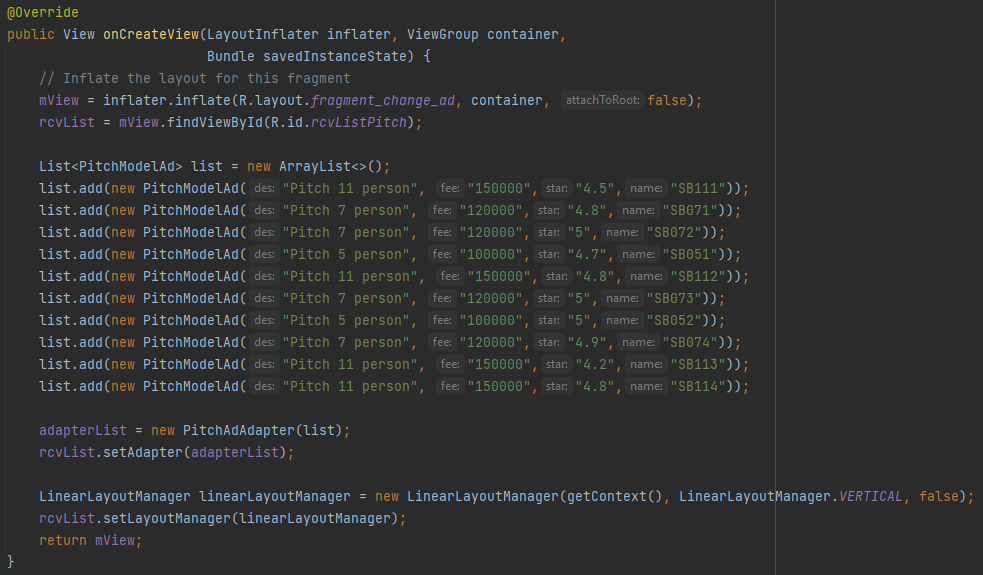 @Override
public View onCreateView(LayoutInflater inflater, ViewGroup container,
                         Bundle savedInstanceState) {
    // Inflate the layout for this fragment
    mView = inflater.inflate(R.layout.fragment_change_ad, container, attachToRoot: false);
    rcvList = mView.findViewById(R.id.rcvListPitch);

    List<PitchModelAd> list = new ArrayList<>();
    list.add(new PitchModelAd( des: "Pitch 11 person", fee: "150000", star: "4.5", name: "SB111"));
    list.add(new PitchModelAd( des: "Pitch 7 person", fee: "120000", star: "4.8", name: "SB071"));
    list.add(new PitchModelAd( des: "Pitch 7 person", fee: "120000", star: "5", name: "SB072"));
    list.add(new PitchModelAd( des: "Pitch 5 person", fee: "100000", star: "4.7", name: "SB051"));
    list.add(new PitchModelAd( des: "Pitch 11 person", fee: "150000", star: "4.8", name: "SB112"));
    list.add(new PitchModelAd( des: "Pitch 7 person", fee: "120000", star: "5", name: "SB073"));
    list.add(new PitchModelAd( des: "Pitch 5 person", fee: "100000", star: "5", name: "SB052"));
    list.add(new PitchModelAd( des: "Pitch 7 person", fee: "120000", star: "4.9", name: "SB074"));
    list.add(new PitchModelAd( des: "Pitch 11 person", fee: "150000", star: "4.2", name: "SB113"));
    list.add(new PitchModelAd( des: "Pitch 11 person", fee: "150000", star: "4.8", name: "SB114"));

    adapterList = new PitchAdAdapter(list);
    rcvList.setAdapter(adapterList);

    LinearLayoutManager linearLayoutManager = new LinearLayoutManager(getContext(), LinearLayoutManager.VERTICAL, false);
    rcvList.setLayoutManager(linearLayoutManager);
    return mView;
}